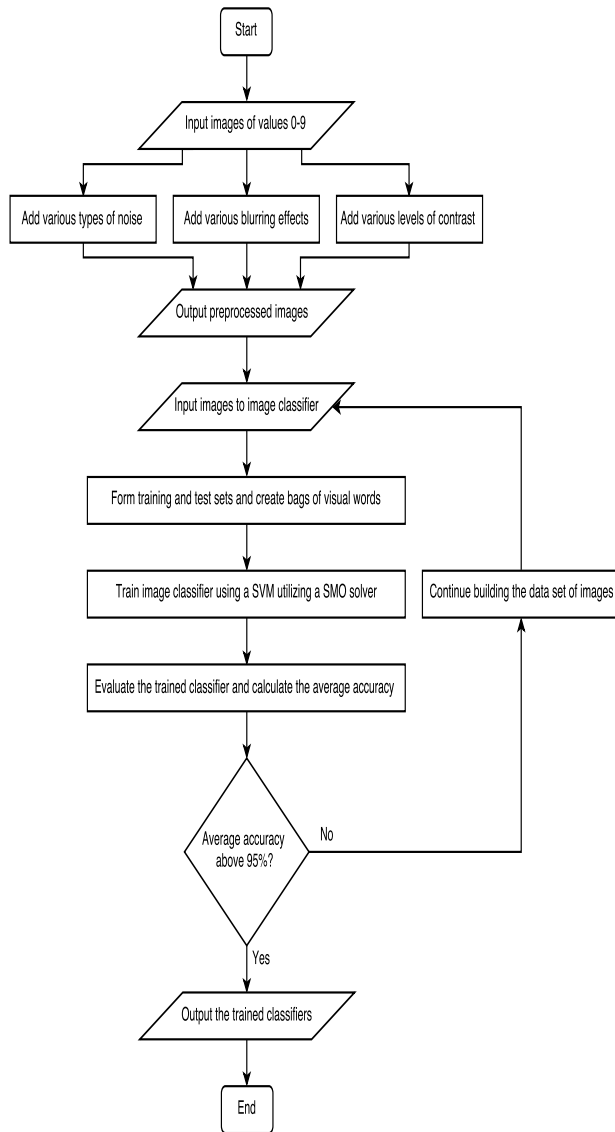 Start
Input images of values 0-9
Add various types of noise
Add various blurring effects
Add various levels of contrast
Output preprocessed images
Input images to image classifier
Form training and test sets and create bags of visual words
Train image classifier using a SVM utilizing a SMO solver
Continue building the data set of images
Evaluate the trained classifier and calculate the average accuracy
Average accuracy
above 95%?
No
Yes
Output the trained classifiers
End